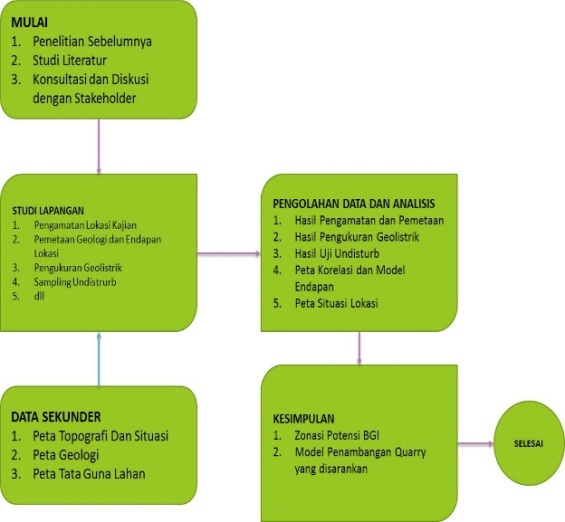 MULAI
1. Penelitian Sebelumnya
2. Studi Literatur
3. Konsultasi dan Diskusi
dengan Stakeholder
STUDI LAPANGAN
1. Pengamatan Lokasi Kajian
2. Pemetaan Geologi dan Endapan
Lokasi
3. Pengukuran Geolistrik
4. Sampling Undistrurb
5. dll
DATA SEKUNDER
1. Peta Topografi Dan Situasi
2. Peta Geologi
3. Peta Tata Guna Lahan
PENGOLAHAN DATA DAN ANALISIS
1. Hasil Pengamatan dan Pemetaan
2. Hasil Pengukuran Geolistrik
3. Hasil Uji Undisturb
4. Peta Korelasi dan Model
Endapan
5. Peta Situasi Lokasi
KESIMPULAN
1. Zonasi Potensi BGI
2. Model Penambangan Quarry
yang disarankan
SELESAI